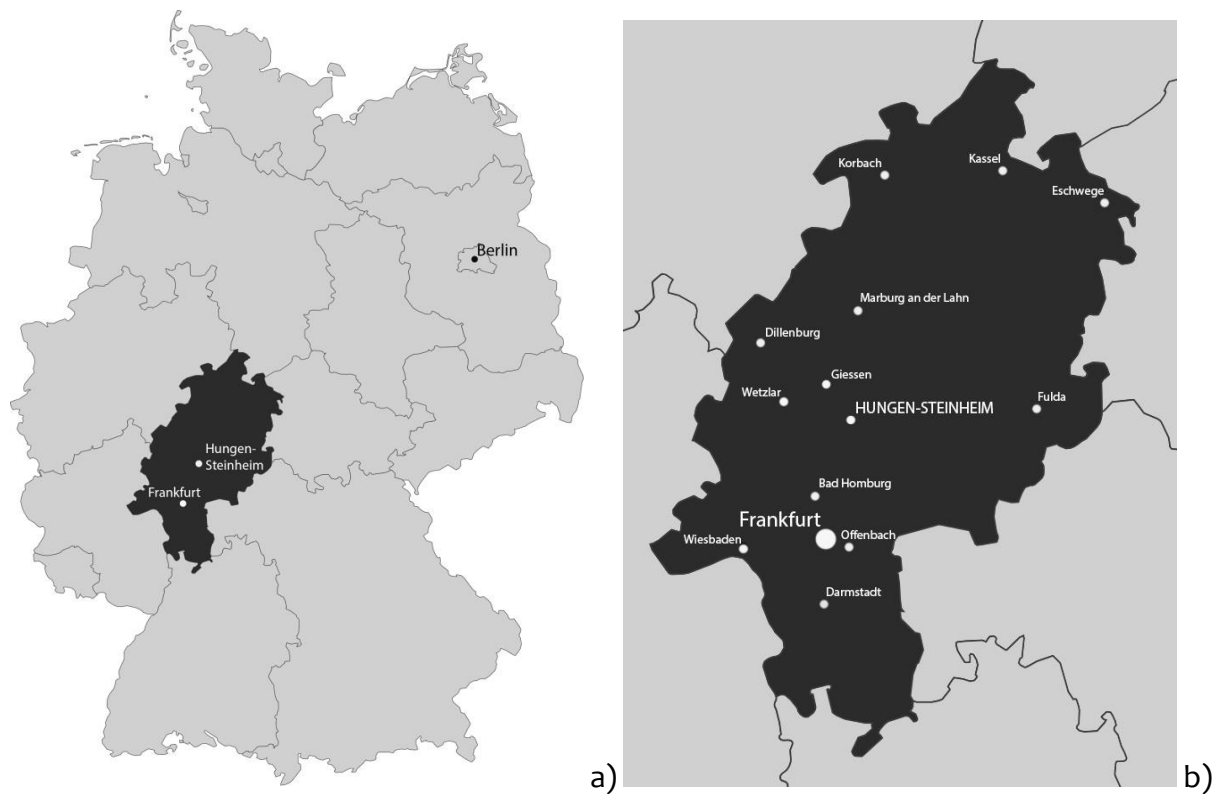 Berlin
Hungen-
Steinheim
Frankfurt
a)
Korbach
Kassel
Eschwege
Marburg an der Lahn
Dillenburg
Giessen
Wetzlar
HUNGEN-STEINHEIM
Fulda
Bad Homburg
Frankfurt
Wiesbaden
Offenbach
Darmstadt
b)